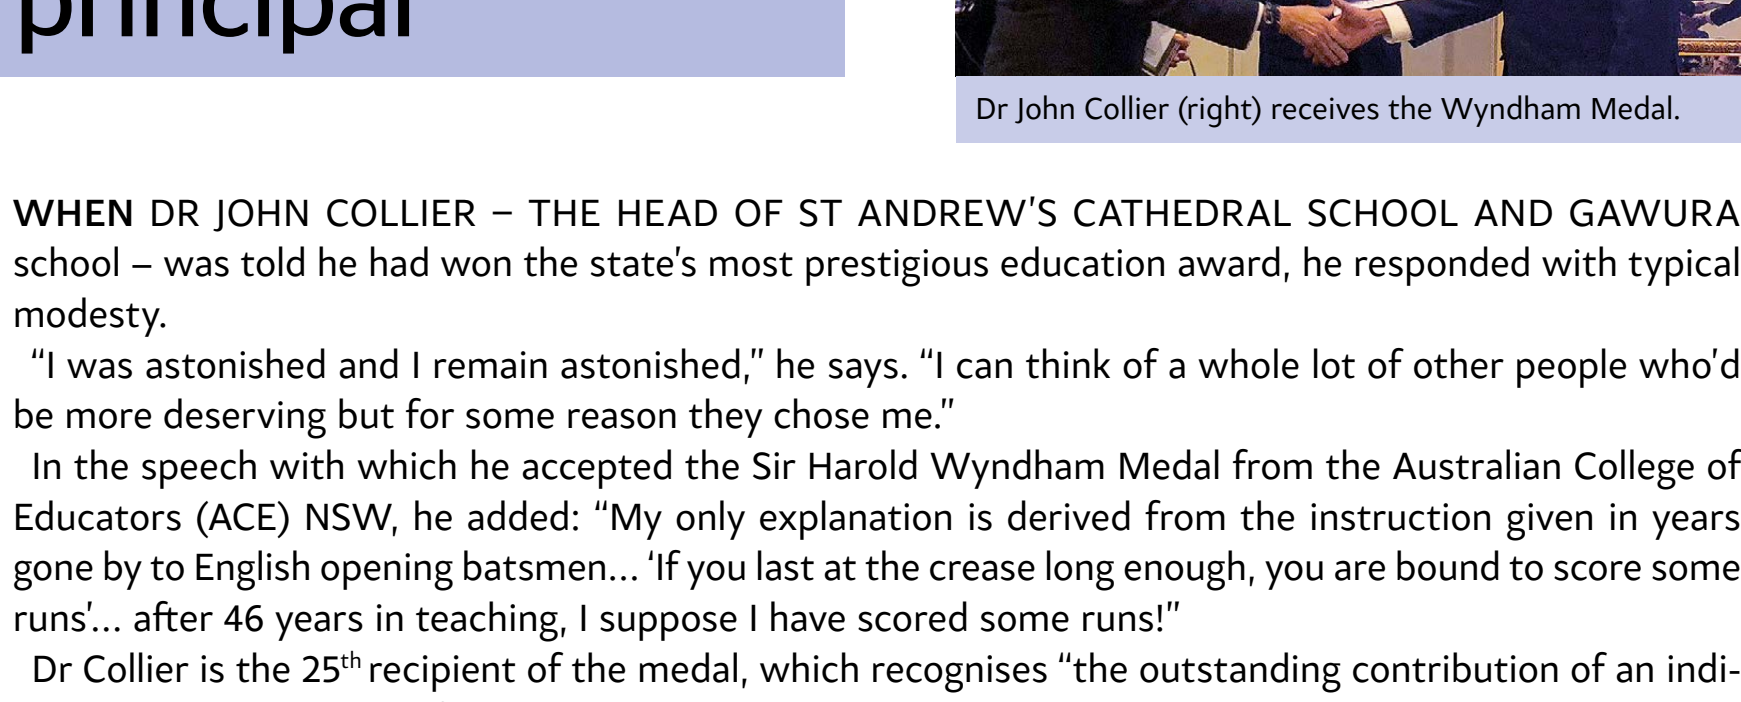 principal
Dr John Collier (right) receives the Wyndham Medal.
WHEN DR JOHN COLLIER – THE HEAD OF ST ANDREW’S CATHEDRAL SCHOOL AND GAWURA
school – was told he had won the state’s most prestigious education award, he responded with typical
modesty.
“I was astonished and I remain astonished,” he says. “I can think of a whole lot of other people who’d
be more deserving but for some reason they chose me.”
In the speech with which he accepted the Sir Harold Wyndham Medal from the Australian College of
Educators (ACE) NSW, he added: “My only explanation is derived from the instruction given in years
gone by to English opening batsmen… ‘If you last at the crease long enough, you are bound to score some
runs’… after 46 years in teaching, I suppose I have scored some runs!”
Dr Collier is the 25th recipient of the medal, which recognises “the outstanding contribution of an indi-